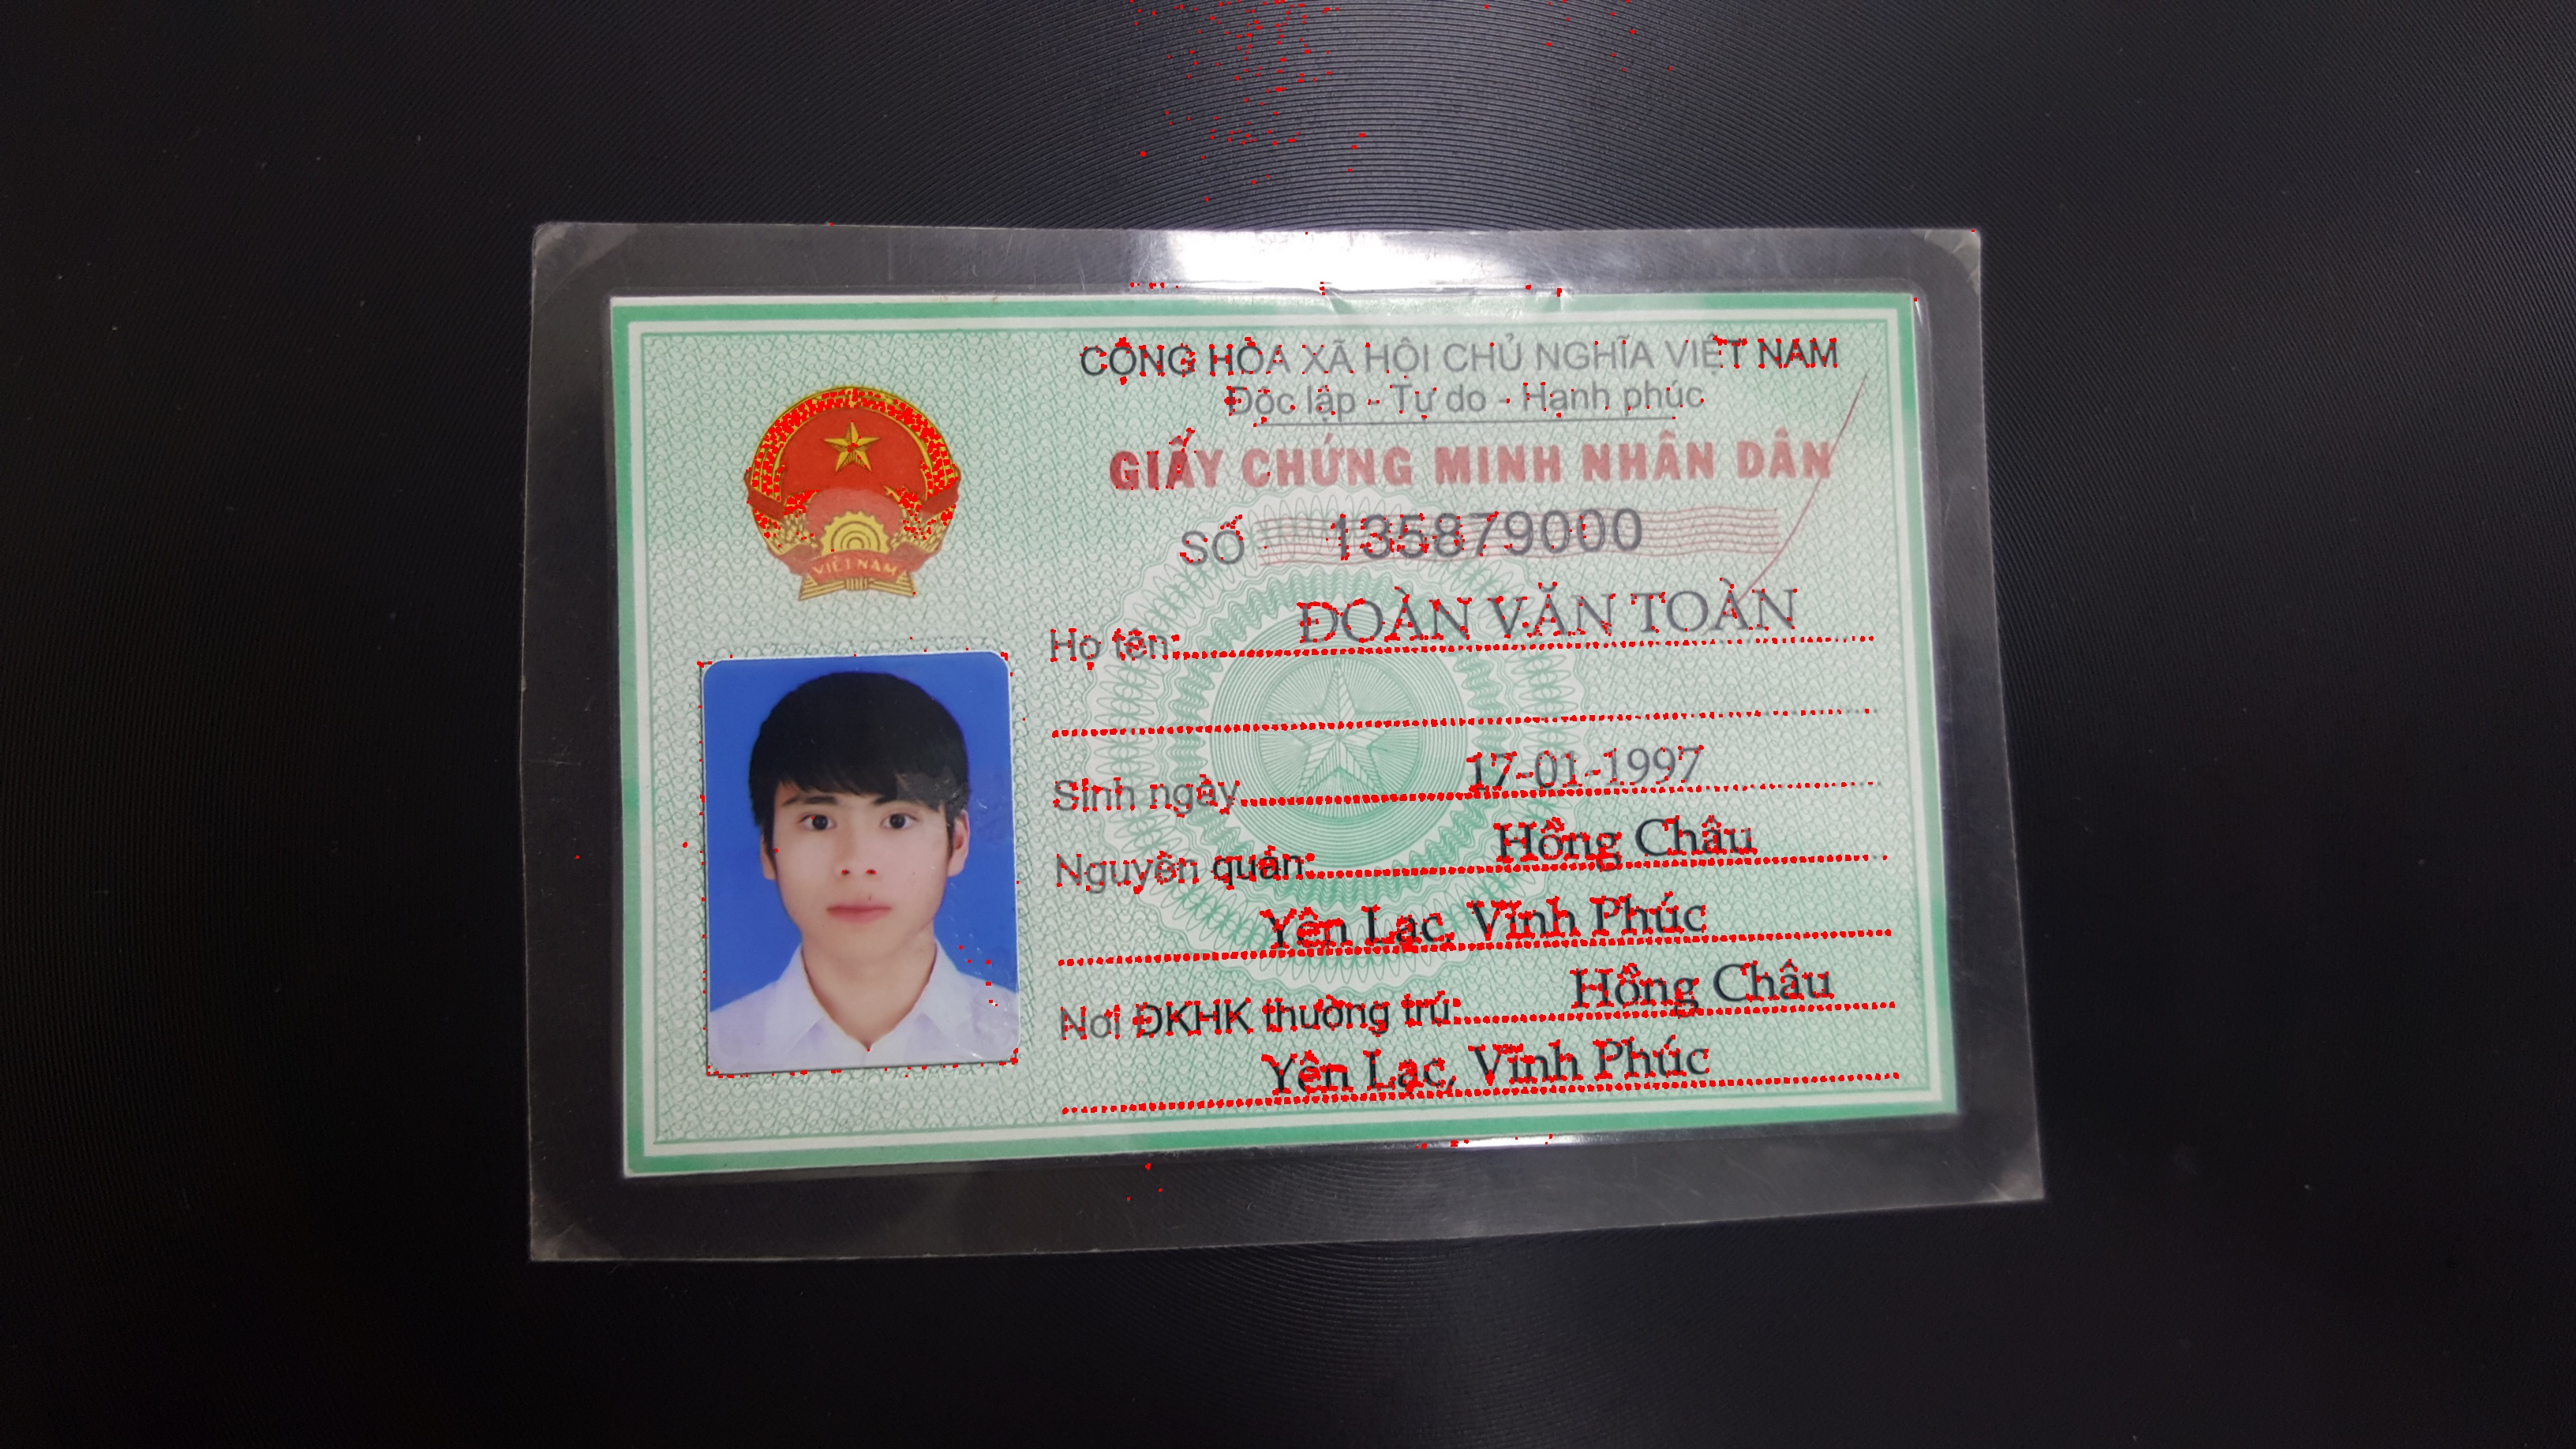 CỘNG HÒA XÃ HỘI CHỦ NGHĨA VIỆT NAM
Độc lập - Tự do - Hạnh phúc
GIẤY CHỨNG MINH NHÂN DÂN
SỐ 135879000
VIỆT NAM
Họ tên: ĐOÀN VĂN TOÀN
Sinh ngày 17-01-1997
Nguyên quán: Hồng Châu
Yên Lạc, Vĩnh Phúc
Nơi ĐKHK thường trú: Hồng Châu
Yên Lạc, Vĩnh Phúc